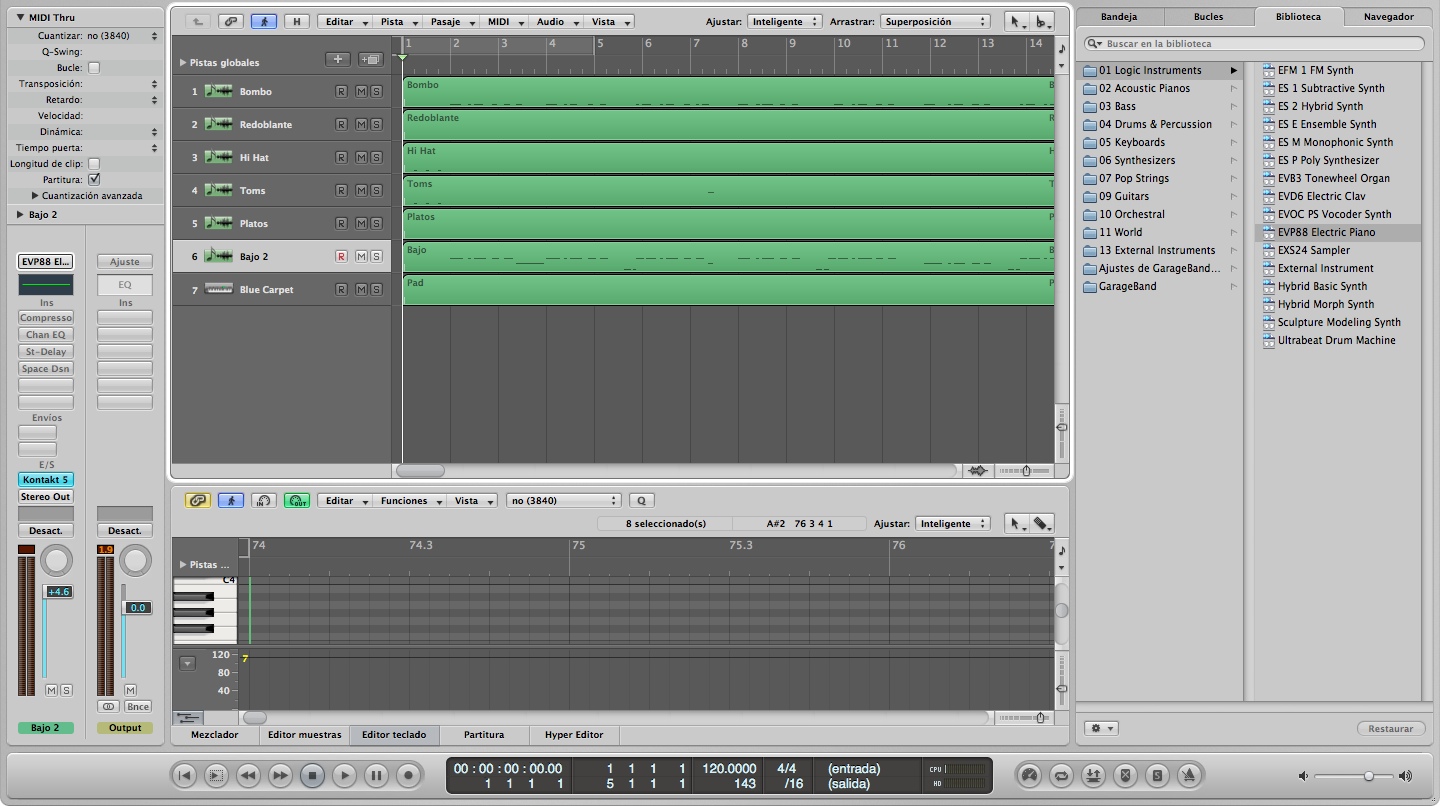 MIDI Thru
Cuantizar: no (3840)
Q-Swing:
Bucle:
Transposición:
Retardo:
Velocidad:
Dinámica:
Tiempo puerta:
Longitud de clip:
Partitura:
Cuantización avanzada
Bajo 2
EVP88 El... Ajuste
EQ
Ins Ins
Compreso
Chan EQ
St-Delay
Space Dsn
Envíos
E/S
Kontakt 5
Stereo Out
Desact. Desact.
1.9
+4.6
0.0
M S M
Bnce
Bajo 2 Output
H Editar Pista Pasaje MIDI Audio Vista Ajustar: Inteligente Arrastrar: Superposición
1 2 3 4 5 6 7 8 9 10 11 12 13 14
Pistas globales
1 Bombo R M S Bombo B
2 Redoblante R M S Redoblante R
3 Hi Hat R M S Hi Hat H
4 Toms R M S Toms T
5 Platos R M S Platos P
6 Bajo 2 R M S Bajo B
7 Blue Carpet R M S Pad P
IN OUT Editar Funciones Vista no (3840) Q
8 seleccionado(s) A#2 76 3 4 1 Ajustar: Inteligente
74 74.3 75 75.3 76 7
Pistas ...
C4
120 7
80
40
Mezclador Editor muestras Editor teclado Partitura Hyper Editor
Bandeja Bucles Biblioteca Navegador
Buscar en la biblioteca
01 Logic Instruments
02 Acoustic Pianos
03 Bass
04 Drums & Percussion
05 Keyboards
06 Synthesizers
07 Pop Strings
09 Guitars
10 Orchestral
11 World
13 External Instruments
Ajustes de GarageBand...
GarageBand
EFM 1 FM Synth
ES 1 Subtractive Synth
ES 2 Hybrid Synth
ES E Ensemble Synth
ES M Monophonic Synth
ES P Poly Synthesizer
EVB3 Tonewheel Organ
EVD6 Electric Clav
EVOC PS Vocoder Synth
EVP88 Electric Piano
EXS24 Sampler
External Instrument
Hybrid Basic Synth
Hybrid Morph Synth
Sculpture Modeling Synth
Ultrabeat Drum Machine
Restaurar
00 : 00 : 00 : 00.00 1 1 1 1 120.0000 4/4 (entrada) CPU
1 1 1 1 5 1 1 1 143 /16 (salida) HD
S